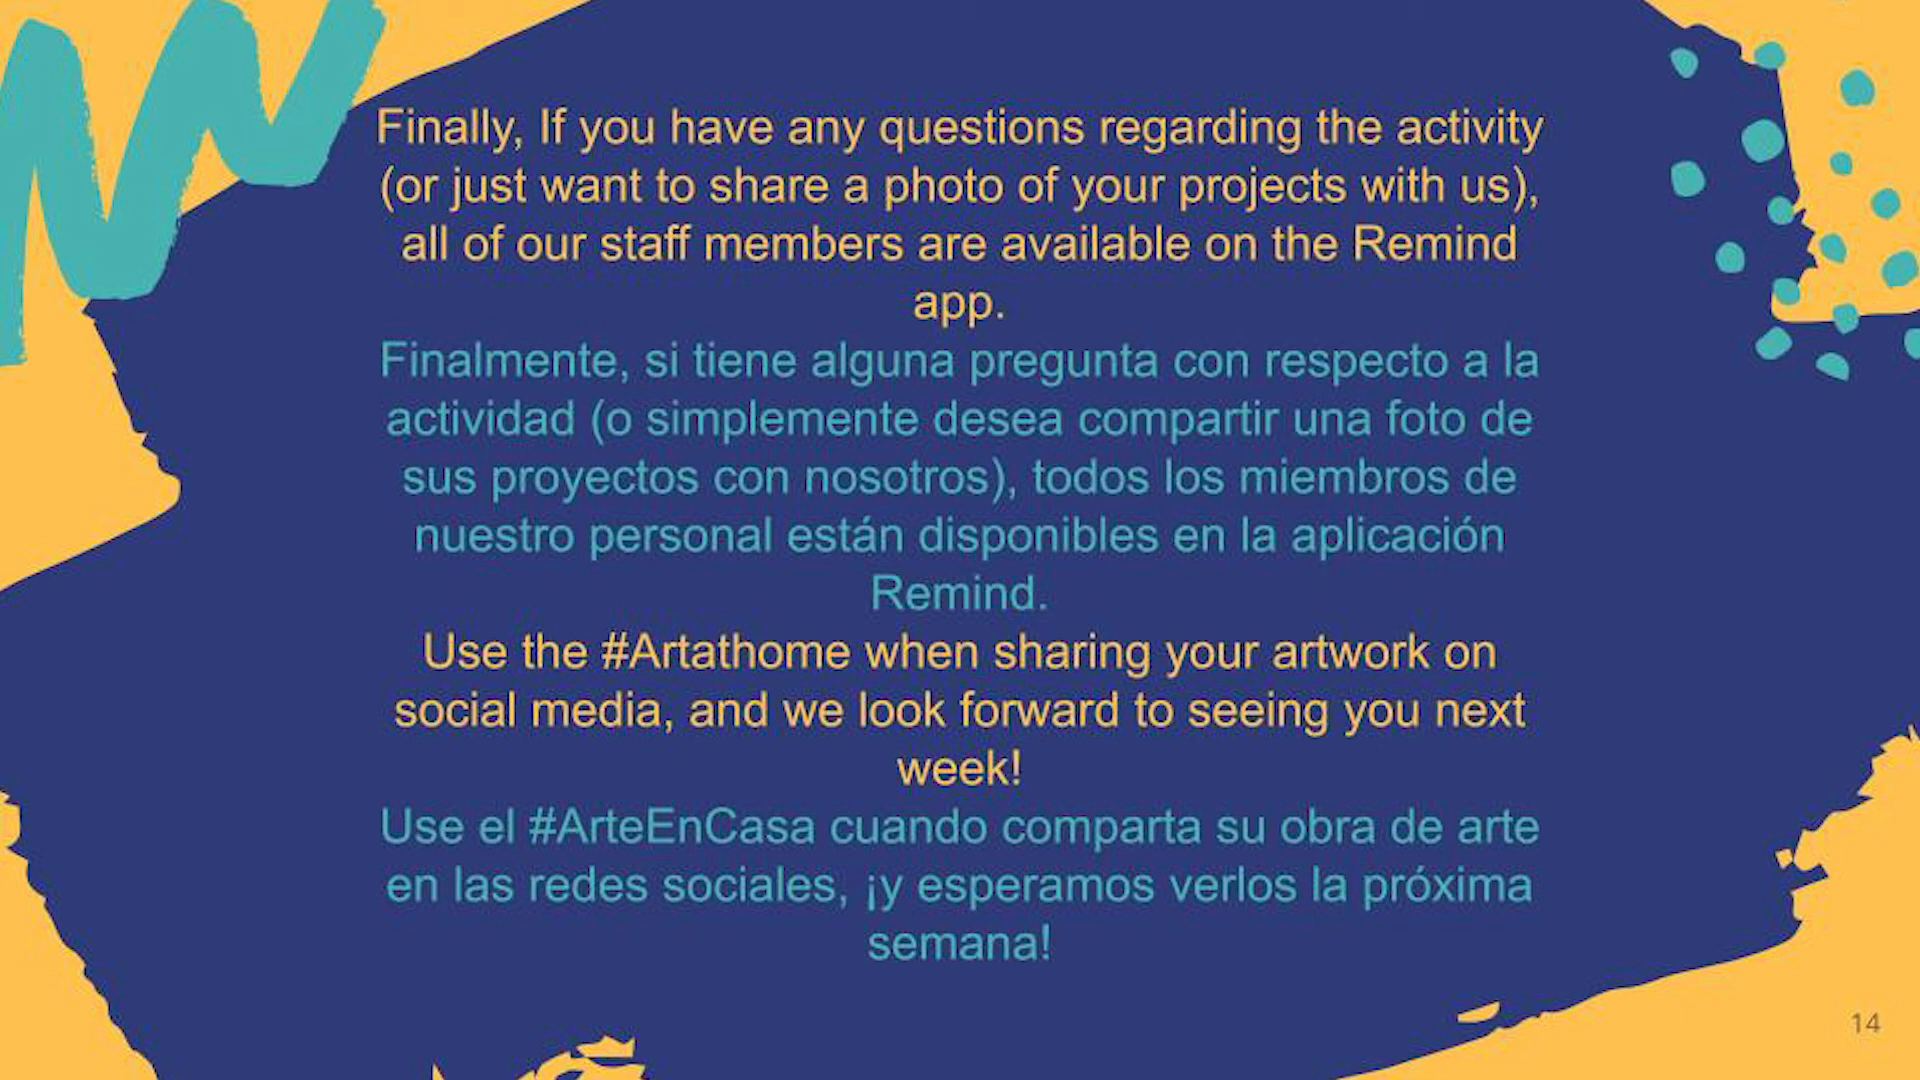 Finally, If you have any questions regarding the activity
(or just want to share a photo of your projects with us),
all of our staff members are available on the Remind
app.
Finalmente, si tiene alguna pregunta con respecto a la
actividad (o simplemente desea compartir una foto de
sus proyectos con nosotros), todos los miembros de
nuestro personal están disponibles en la aplicación
Remind.
Use the #Artathome when sharing your artwork on
social media, and we look forward to seeing you next
week!
Use el #ArteEnCasa cuando comparta su obra de arte
en las redes sociales, ¡y esperamos verlos la próxima
semana!
14